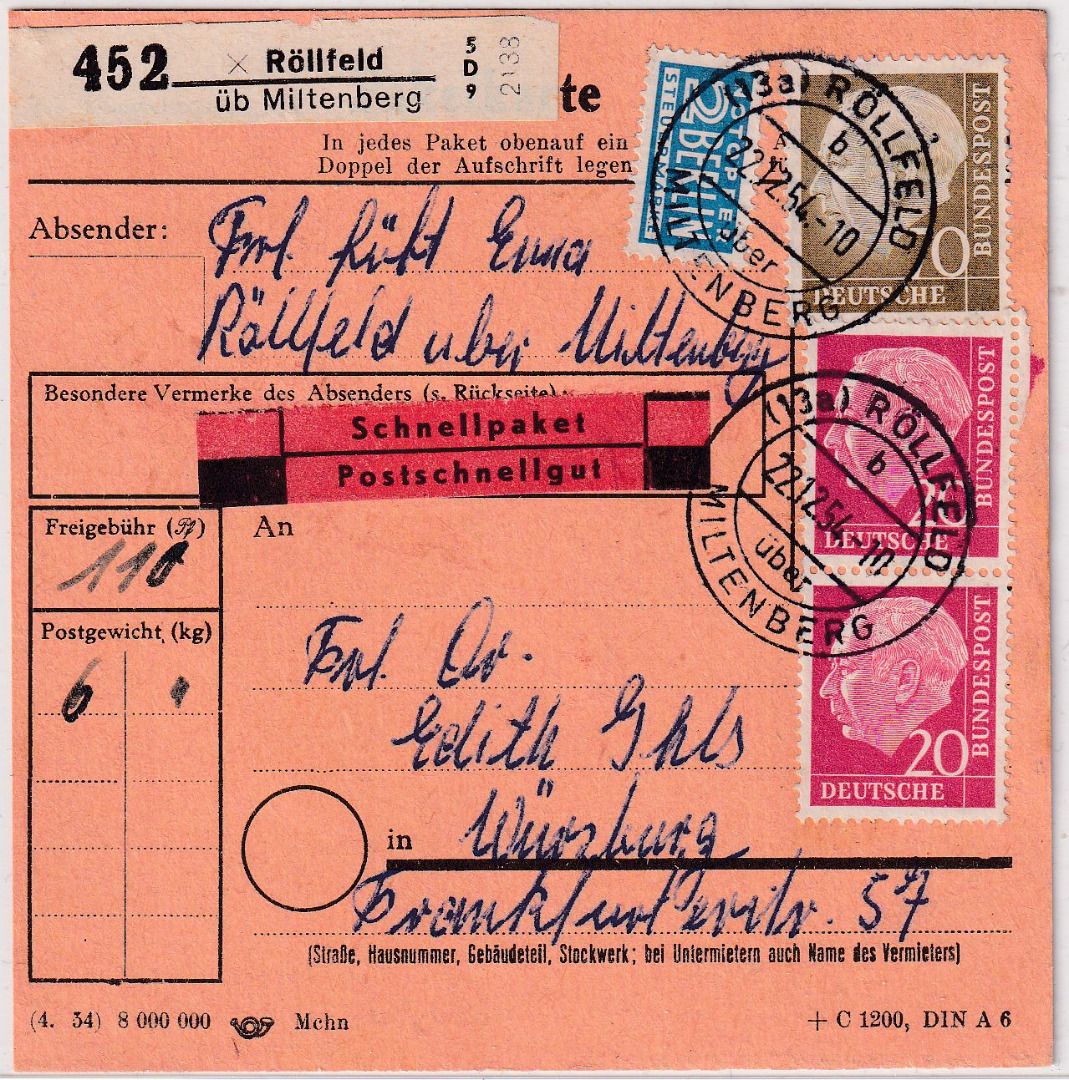 452 × Röllfeld
üb Miltenberg
5
D
9
2138
te
In jedes Paket obenauf ein
Doppel der Aufschrift legen
NOTOPFER
2 BERLIN
STEUERMARKE
(13a) RÖLLFELD
b
22.12.54.-10
über
MILTENBERG
DEUTSCHE
BUNDESPOST
Absender:
Frl. Emma
Röllfeld über Miltenberg
Besondere Vermerke des Absenders (s. Rückseite):
Schnellpaket
Postschnellgut
(13a) RÖLLFELD
b
22.12.54.-10
über
MILTENBERG
20
DEUTSCHE
BUNDESPOST
Freigebühr (Pf)
110
An
Postgewicht (kg)
6
20
DEUTSCHE
BUNDESPOST
Frl. Dr.
Edith
in Würzburg
Frankfurterstr. 57
(Straße, Hausnummer, Gebäudeteil, Stockwerk; bei Untermietern auch Name des Vermieters)
(4. 54) 8 000 000 Mchn
+ C 1200, DIN A 6